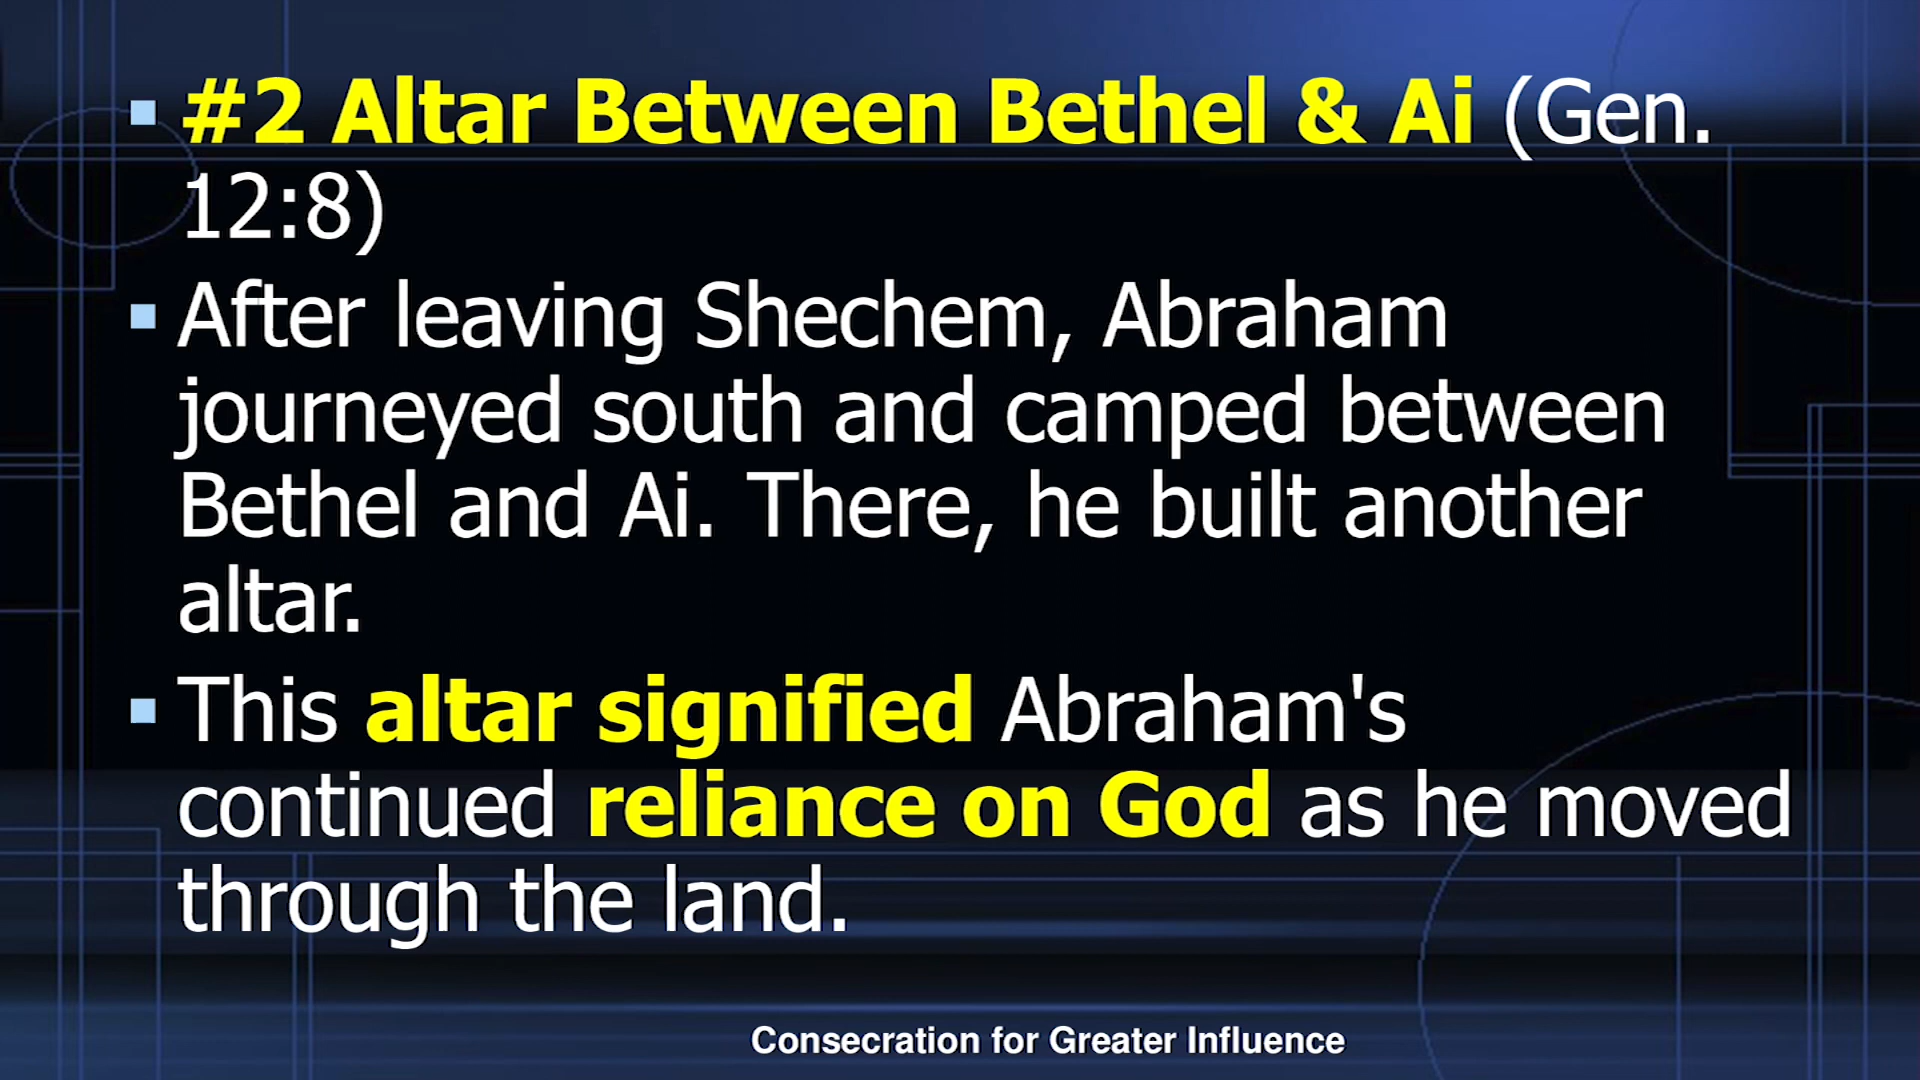 #2 Altar Between Bethel & Ai (Gen.
12:8)
After leaving Shechem, Abraham
journeyed south and camped between
Bethel and Ai. There, he built another
altar.
This altar signified Abraham's
continued reliance on God as he moved
through the land.
Consecration for Greater Influence